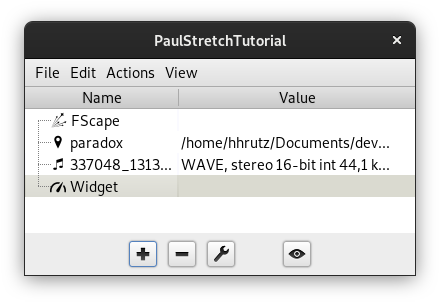 PaulStretchTutorial
File Edit Actions View
Name Value
FScape
paradox /home/hhrutz/Documents/dev...
337048_1313... WAVE, stereo 16-bit int 44,1 k...
Widget